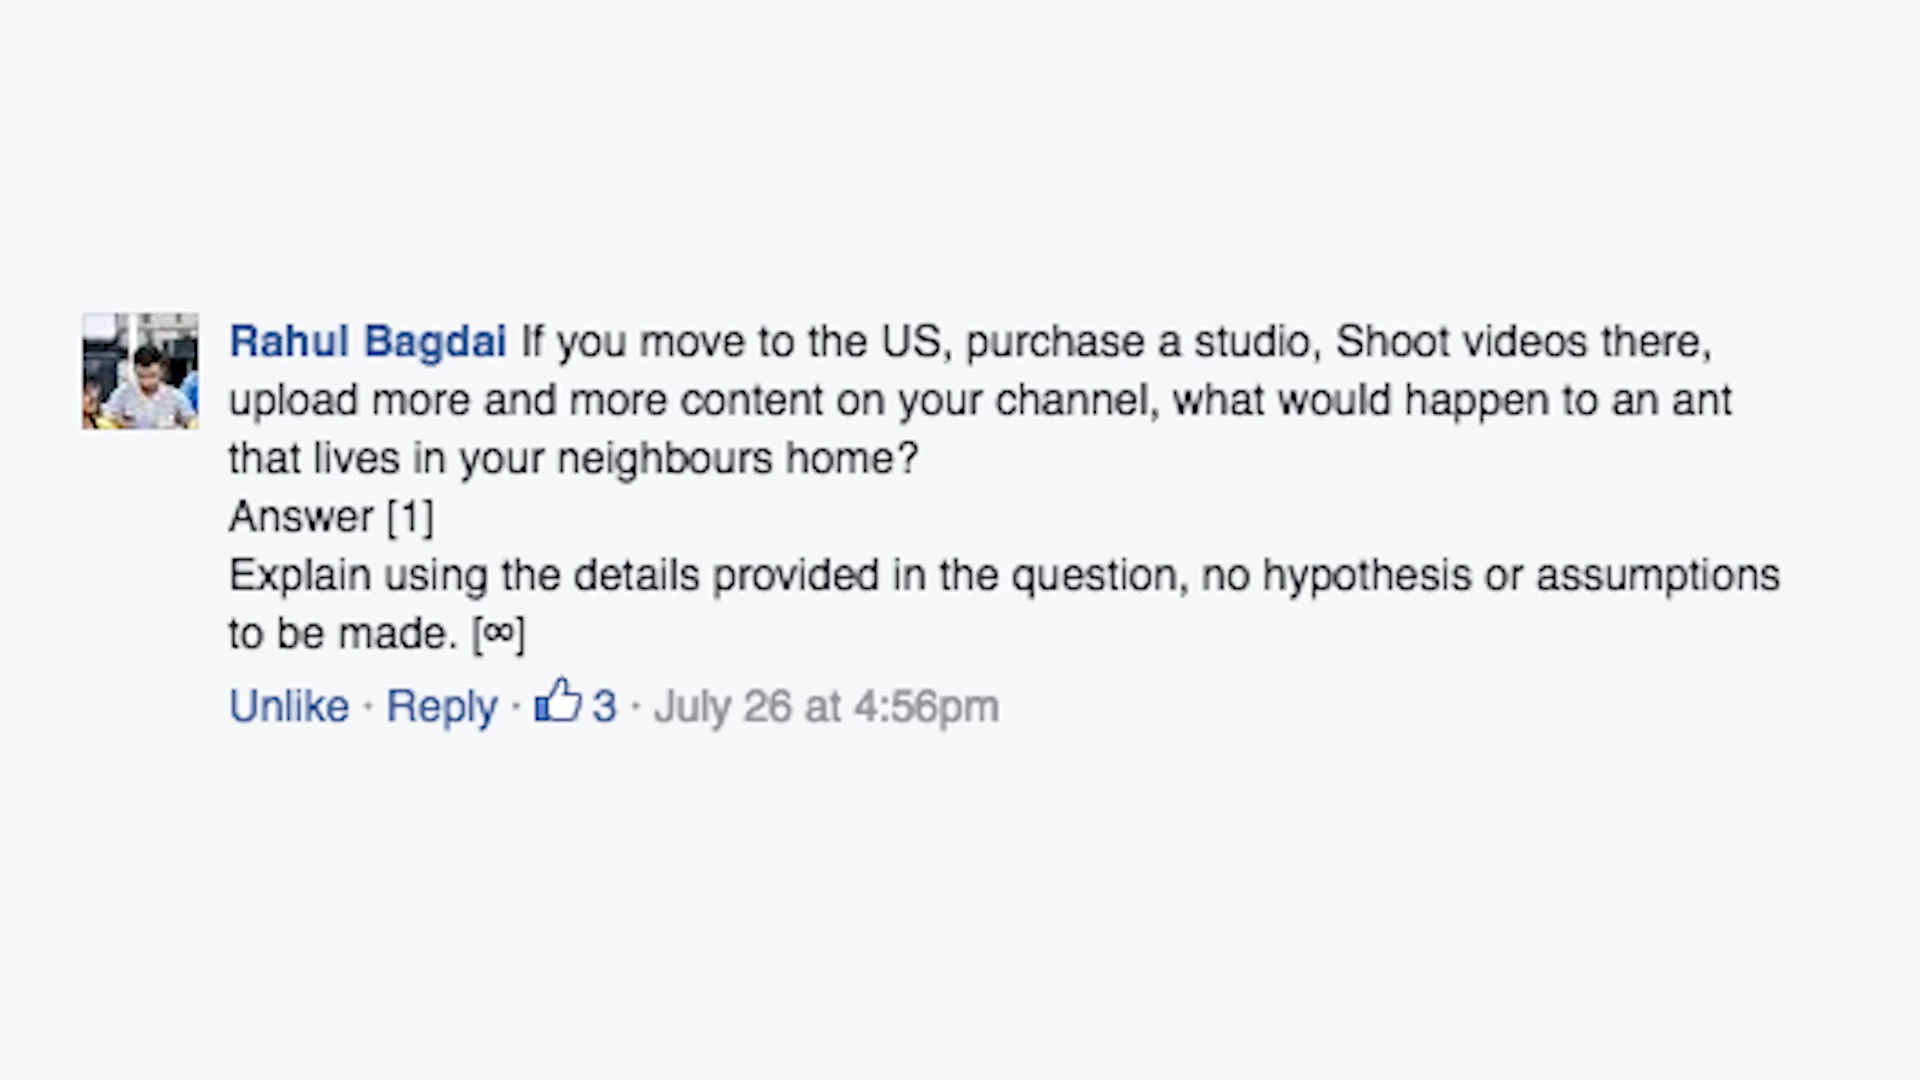 Rahul Bagdai If you move to the US, purchase a studio, Shoot videos there,
upload more and more content on your channel, what would happen to an ant
that lives in your neighbours home?
Answer [1]
Explain using the details provided in the question, no hypothesis or assumptions
to be made. [∞]
Unlike · Reply · 3 · July 26 at 4:56pm